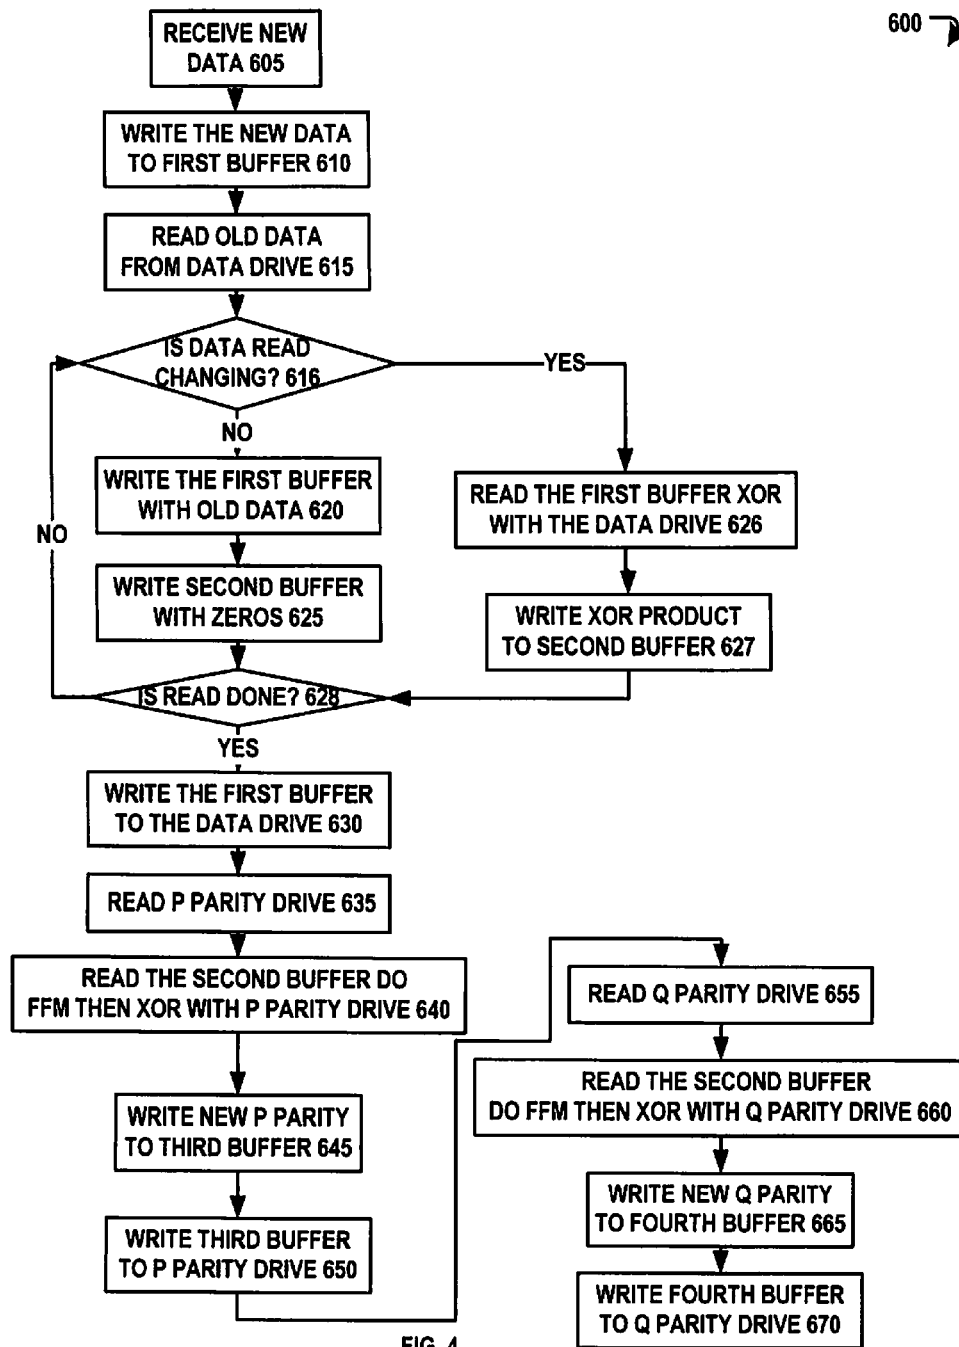 600
RECEIVE NEW
DATA 605
WRITE THE NEW DATA
TO FIRST BUFFER 610
READ OLD DATA
FROM DATA DRIVE 615
IS DATA READ
CHANGING? 616
YES
NO
WRITE THE FIRST BUFFER
WITH OLD DATA 620
READ THE FIRST BUFFER XOR
WITH THE DATA DRIVE 626
NO
WRITE SECOND BUFFER
WITH ZEROS 625
WRITE XOR PRODUCT
TO SECOND BUFFER 627
IS READ DONE? 628
YES
WRITE THE FIRST BUFFER
TO THE DATA DRIVE 630
READ P PARITY DRIVE 635
READ THE SECOND BUFFER DO
FFM THEN XOR WITH P PARITY DRIVE 640
WRITE NEW P PARITY
TO THIRD BUFFER 645
WRITE THIRD BUFFER
TO P PARITY DRIVE 650
READ Q PARITY DRIVE 655
READ THE SECOND BUFFER
DO FFM THEN XOR WITH Q PARITY DRIVE 660
WRITE NEW Q PARITY
TO FOURTH BUFFER 665
WRITE FOURTH BUFFER
TO Q PARITY DRIVE 670
FIG. 4